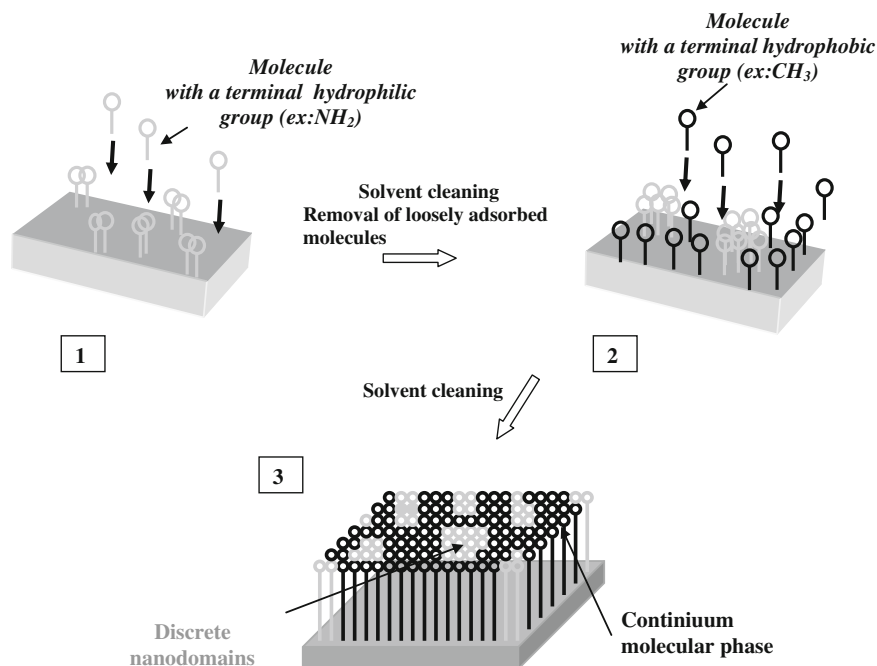 Molecule
with a terminal hydrophilic
group (ex:NH₂)
Molecule
with a terminal hydrophobic
group (ex:CH₃)
Solvent cleaning
Removal of loosely adsorbed
molecules
1
2
Solvent cleaning
3
Discrete
nanodomains
Continiuum
molecular phase